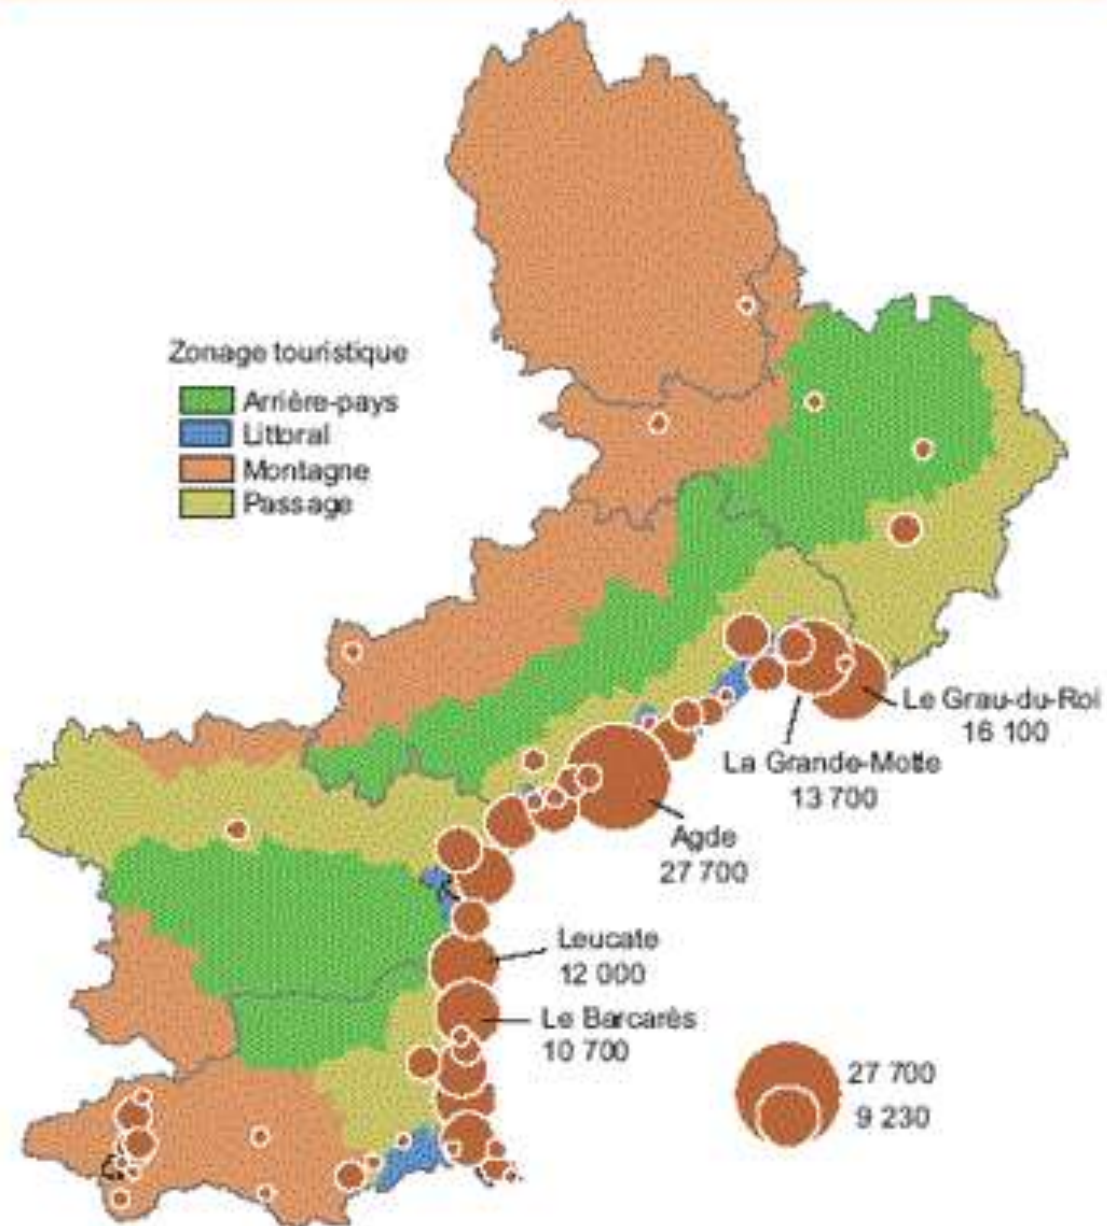 Zonage touristique
Arrière-pays
Littoral
Montagne
Passage
Le Grau-du-Roi
16 100
La Grande-Motte
13 700
Agde
27 700
Leucate
12 000
Le Barcarès
10 700
27 700
9 230